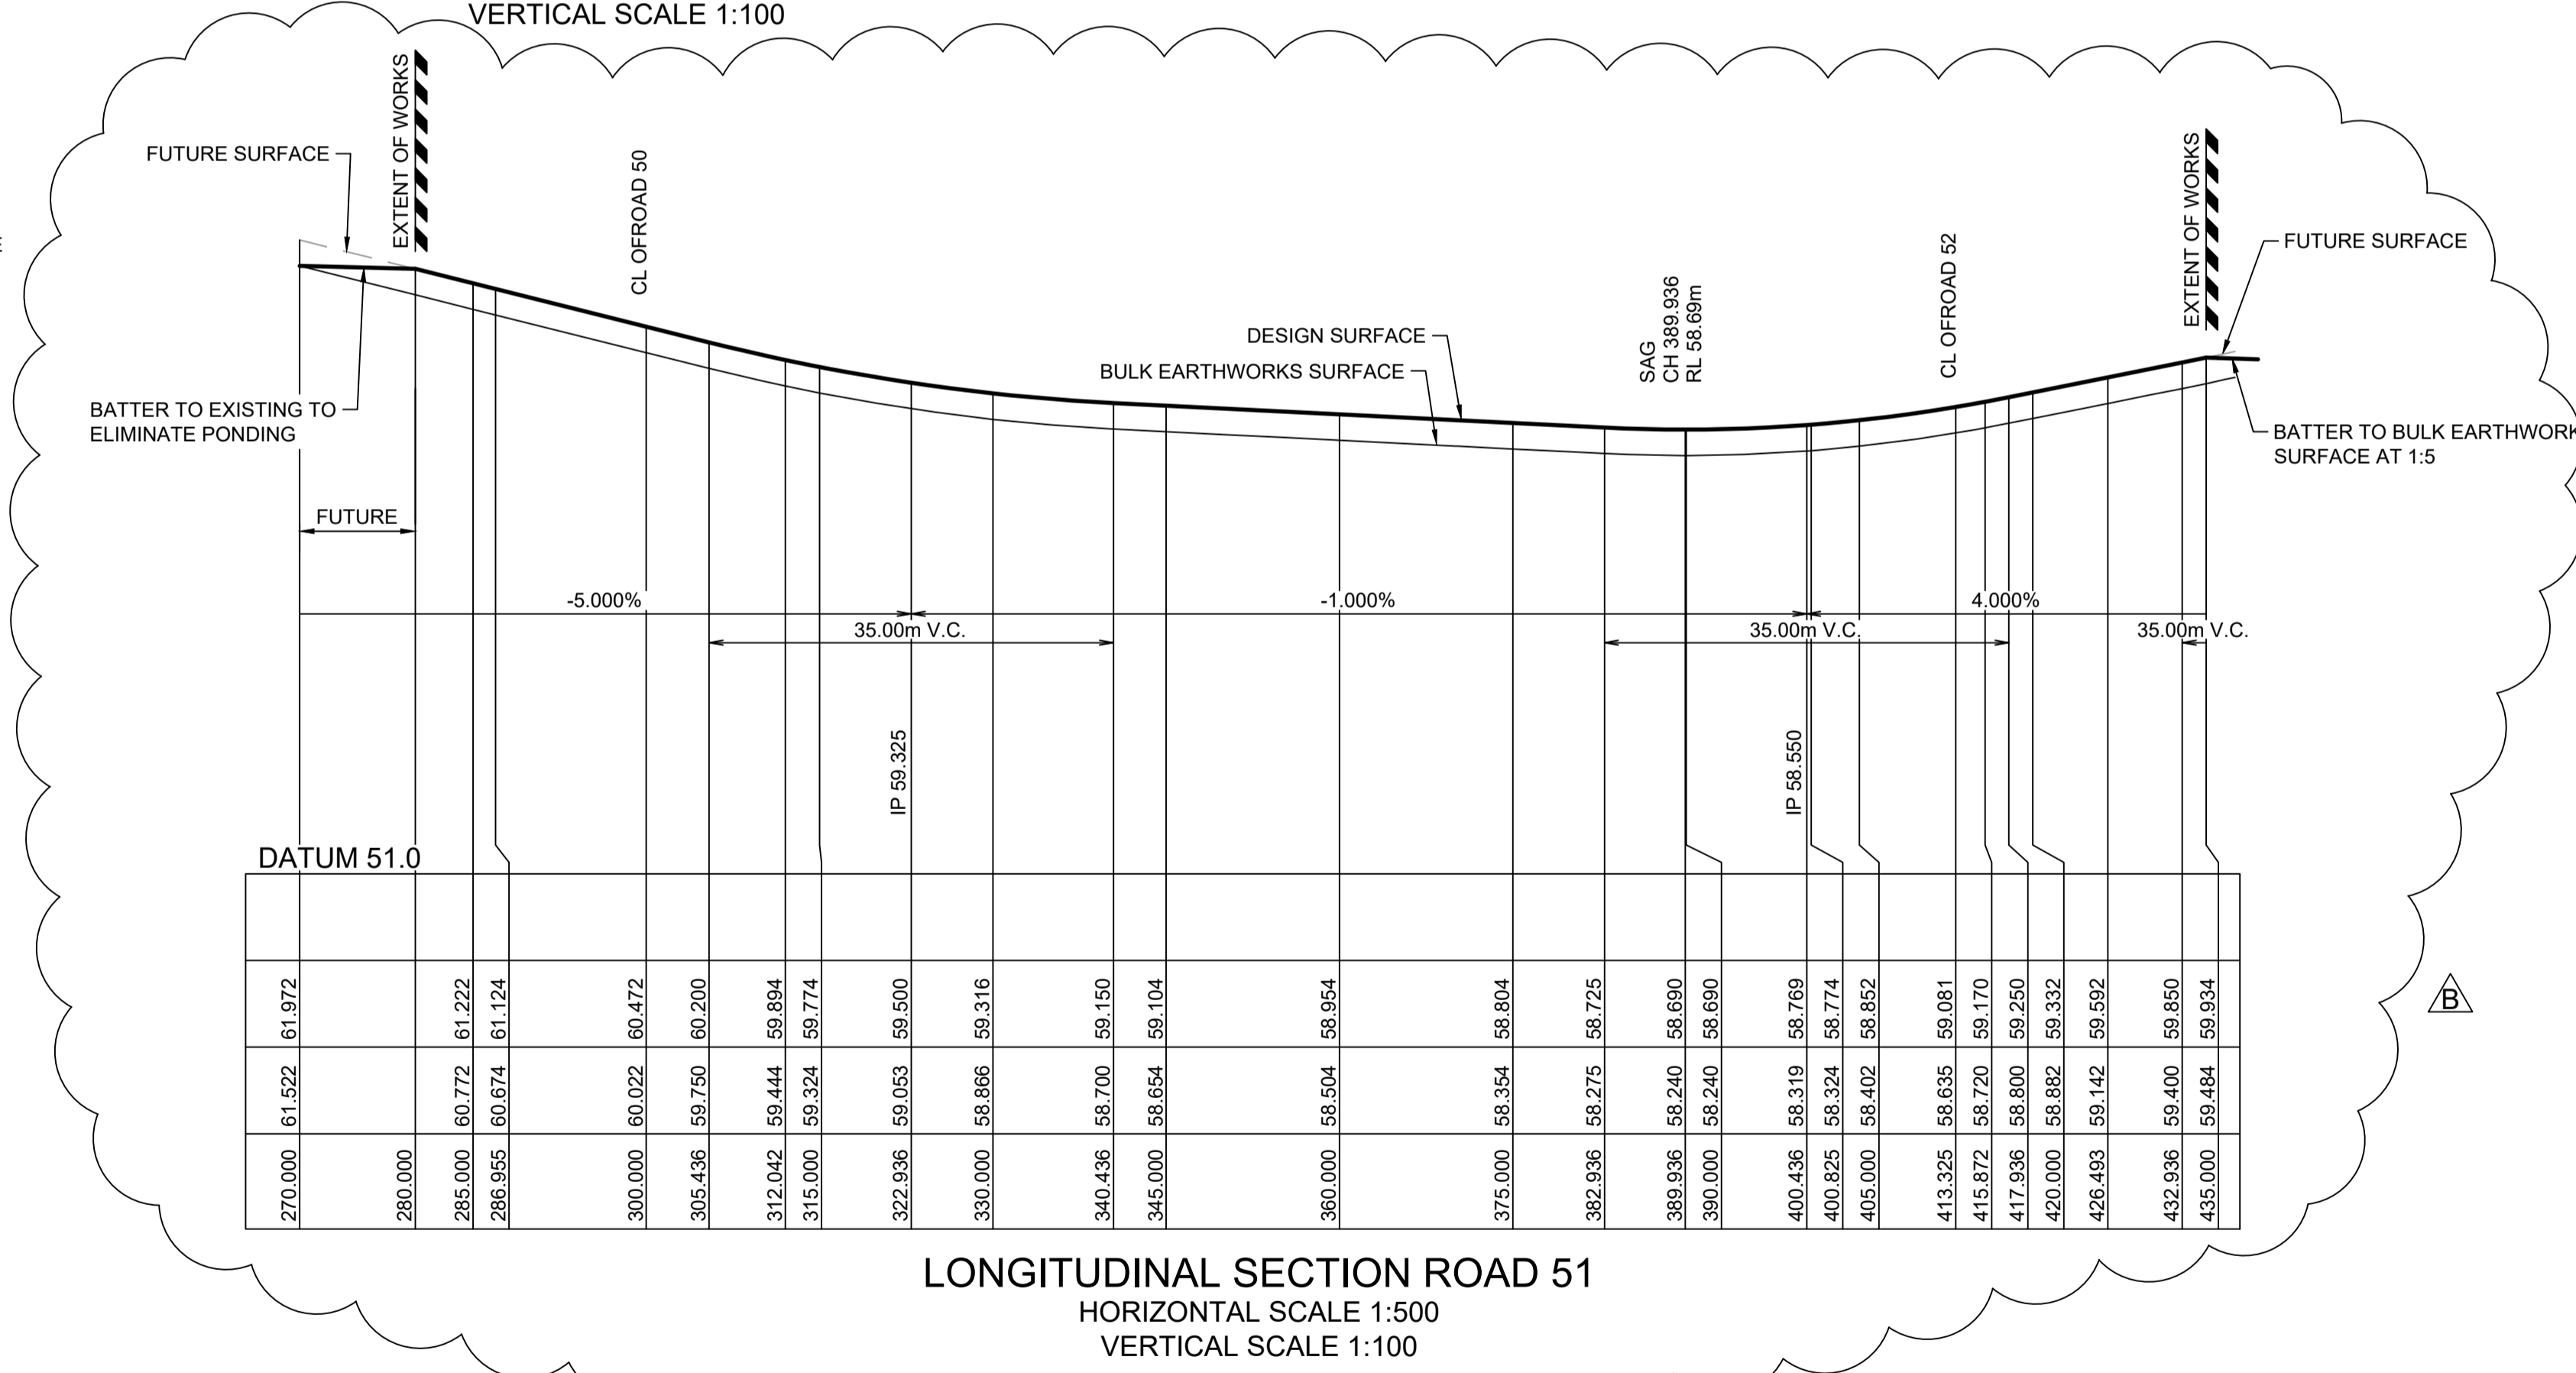 VERTICAL SCALE 1:100
EXTENT OF WORKS
FUTURE SURFACE
CL OFROAD 50
EXTENT OF WORKS
FUTURE SURFACE
CL OFROAD 52
SAG
CH 389.936
RL 58.69m
DESIGN SURFACE
BULK EARTHWORKS SURFACE
BATTER TO EXISTING TO
ELIMINATE PONDING
BATTER TO BULK EARTHWORK
SURFACE AT 1:5
FUTURE
-5.000%
-1.000%
4.000%
35.00m V.C.
35.00m V.C.
35.00m V.C.
IP 59.325
IP 58.550
DATUM 51.0
61.972 61.222 61.124 60.472 60.200 59.894 59.774 59.500 59.316 59.150 59.104 58.954 58.804 58.725 58.690 58.690 58.769 58.774 58.852 59.081 59.170 59.250 59.332 59.592 59.850 59.934
61.522 60.772 60.674 60.022 59.750 59.444 59.324 59.053 58.866 58.700 58.654 58.504 58.354 58.275 58.240 58.240 58.319 58.324 58.402 58.635 58.720 58.800 58.882 59.142 59.400 59.484
270.000 280.000 285.000 286.955 300.000 305.436 312.042 315.000 322.936 330.000 340.436 345.000 360.000 375.000 382.936 389.936 390.000 400.436 400.825 405.000 413.325 415.872 417.936 420.000 426.493 432.936 435.000
B
LONGITUDINAL SECTION ROAD 51
HORIZONTAL SCALE 1:500
VERTICAL SCALE 1:100